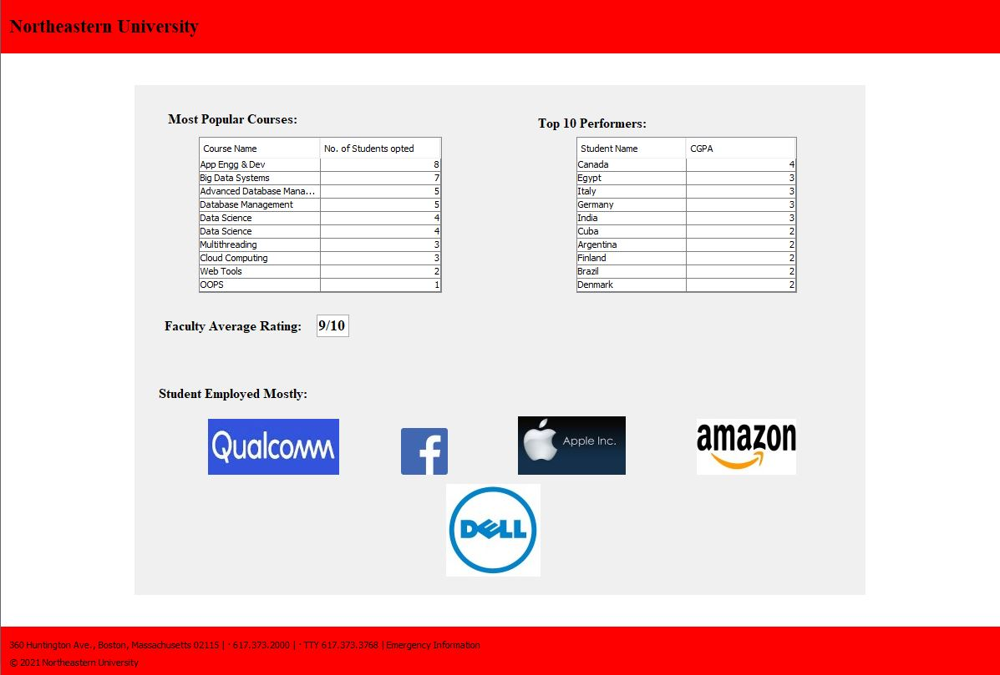 Northeastern University
Most Popular Courses:
Course Name No. of Students opted
App Engg & Dev 8
Big Data Systems 7
Advanced Database Mana... 5
Database Management 5
Data Science 4
Data Science 4
Multithreading 3
Cloud Computing 3
Web Tools 2
OOPS 1
Top 10 Performers:
Student Name CGPA
Canada 4
Egypt 3
Italy 3
Germany 3
India 3
Cuba 2
Argentina 2
Finland 2
Brazil 2
Denmark 2
Faculty Average Rating: 9/10
Student Employed Mostly:
Qualcomm f Apple Inc. amazon
DELL
360 Huntington Ave., Boston, Massachusetts 02115 | · 617.373.2000 | · TTY 617.373.3768 | Emergency Information
© 2021 Northeastern University